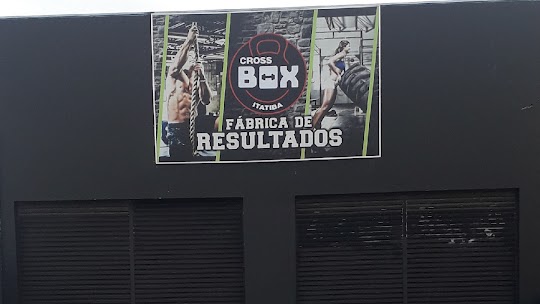 CROSS
BOX
ITATIBA
FÁBRICA DE
RESULTADOS